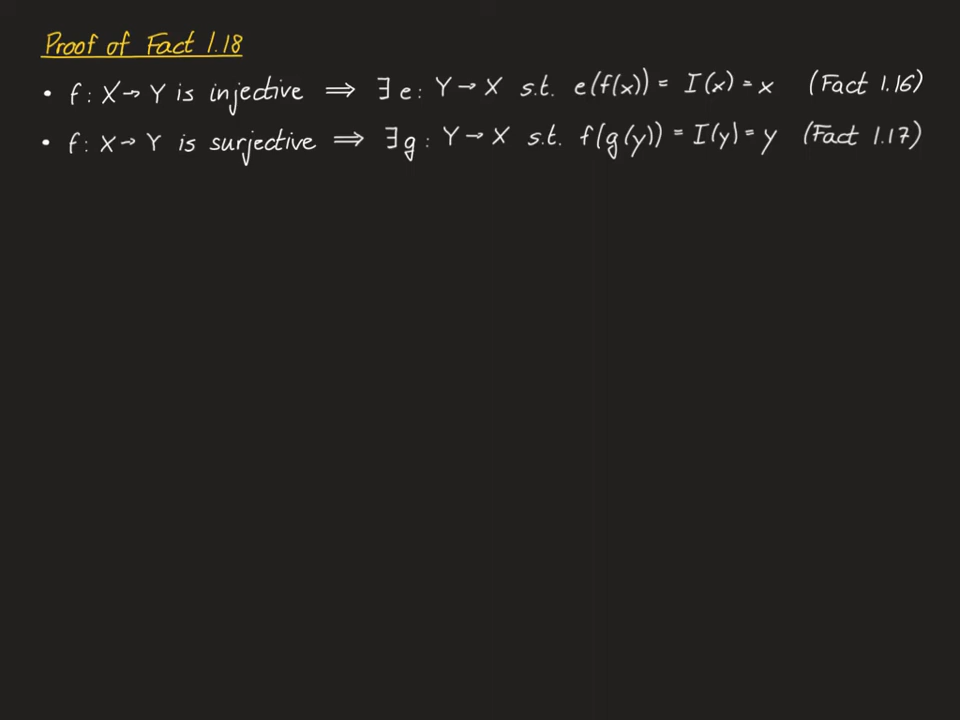 Proof of Fact 1.18
• f: X → Y is injective ⟹ ∃ e: Y → X s.t. e(f(x)) = I(x) = x (Fact 1.16)
• f: X → Y is surjective ⟹ ∃ g: Y → X s.t. f(g(y)) = I(y) = y (Fact 1.17)